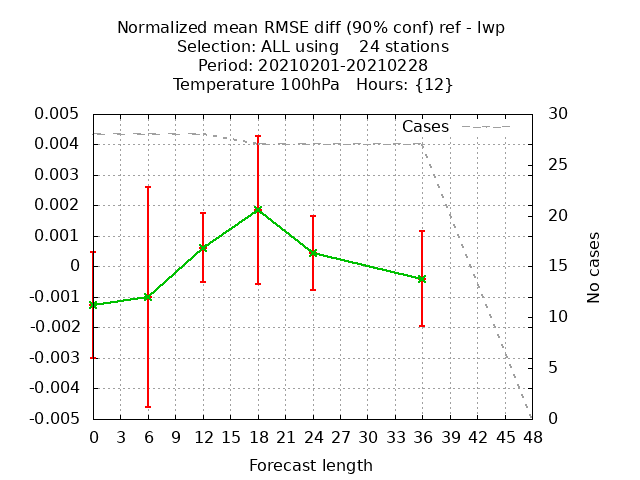 Normalized mean RMSE diff (90% conf) ref - lwp
Selection: ALL using    24 stations
Period: 20210201-20210228
Temperature 100hPa   Hours: {12}
Cases
0.005
0.004
0.003
0.002
0.001
0
-0.001
-0.002
-0.003
-0.004
-0.005
30
25
20
15
10
5
0
No cases
0 3 6 9 12 15 18 21 24 27 30 33 36 39 42 45 48
Forecast length